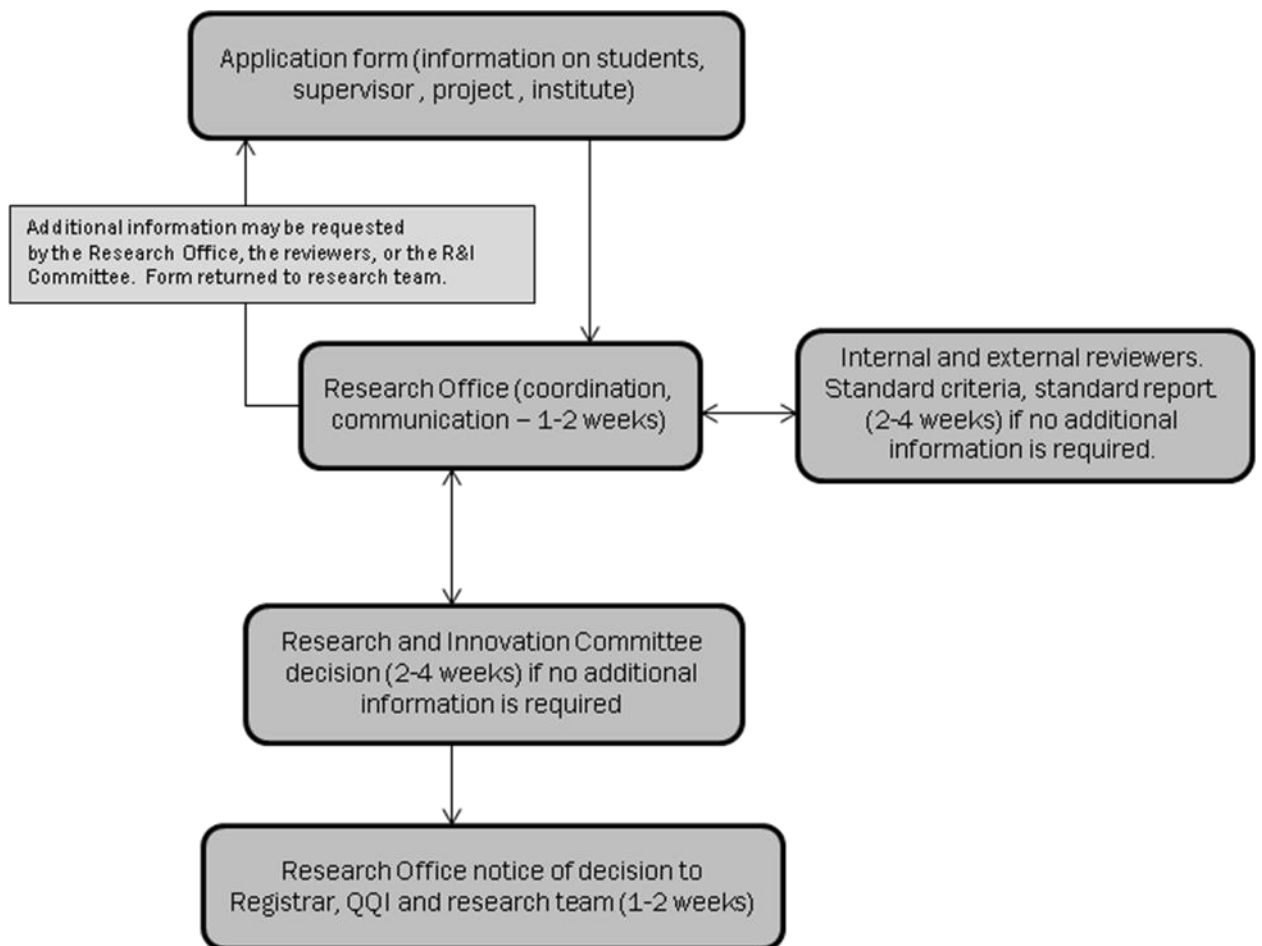 Application form (information on students,
supervisor , project , institute)
Additional information may be requested
by the Research Office, the reviewers, or the R&I
Committee.  Form returned to research team.
Research Office (coordination,
communication – 1-2 weeks)
Internal and external reviewers.
Standard criteria, standard report
(2-4 weeks) if no additional
information is required.
Research and Innovation Committee
decision (2-4 weeks) if no additional
information is required
Research Office notice of decision to
Registrar, QQI and research team (1-2 weeks)